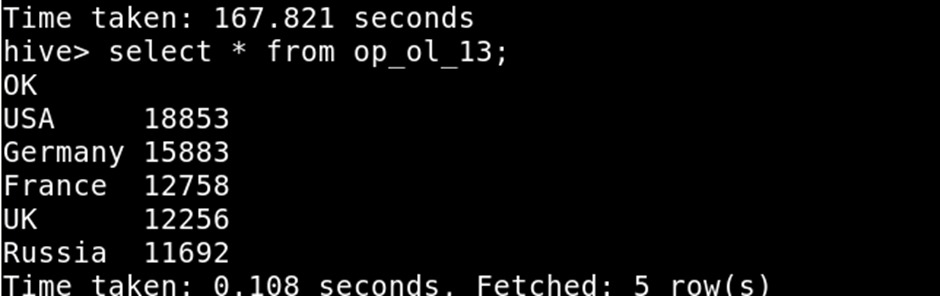 Time taken: 167.821 seconds
hive> select * from op_ol_13;
OK
USA     18853
Germany 15883
France  12758
UK      12256
Russia  11692
Time taken: 0.108 seconds, Fetched: 5 row(s)